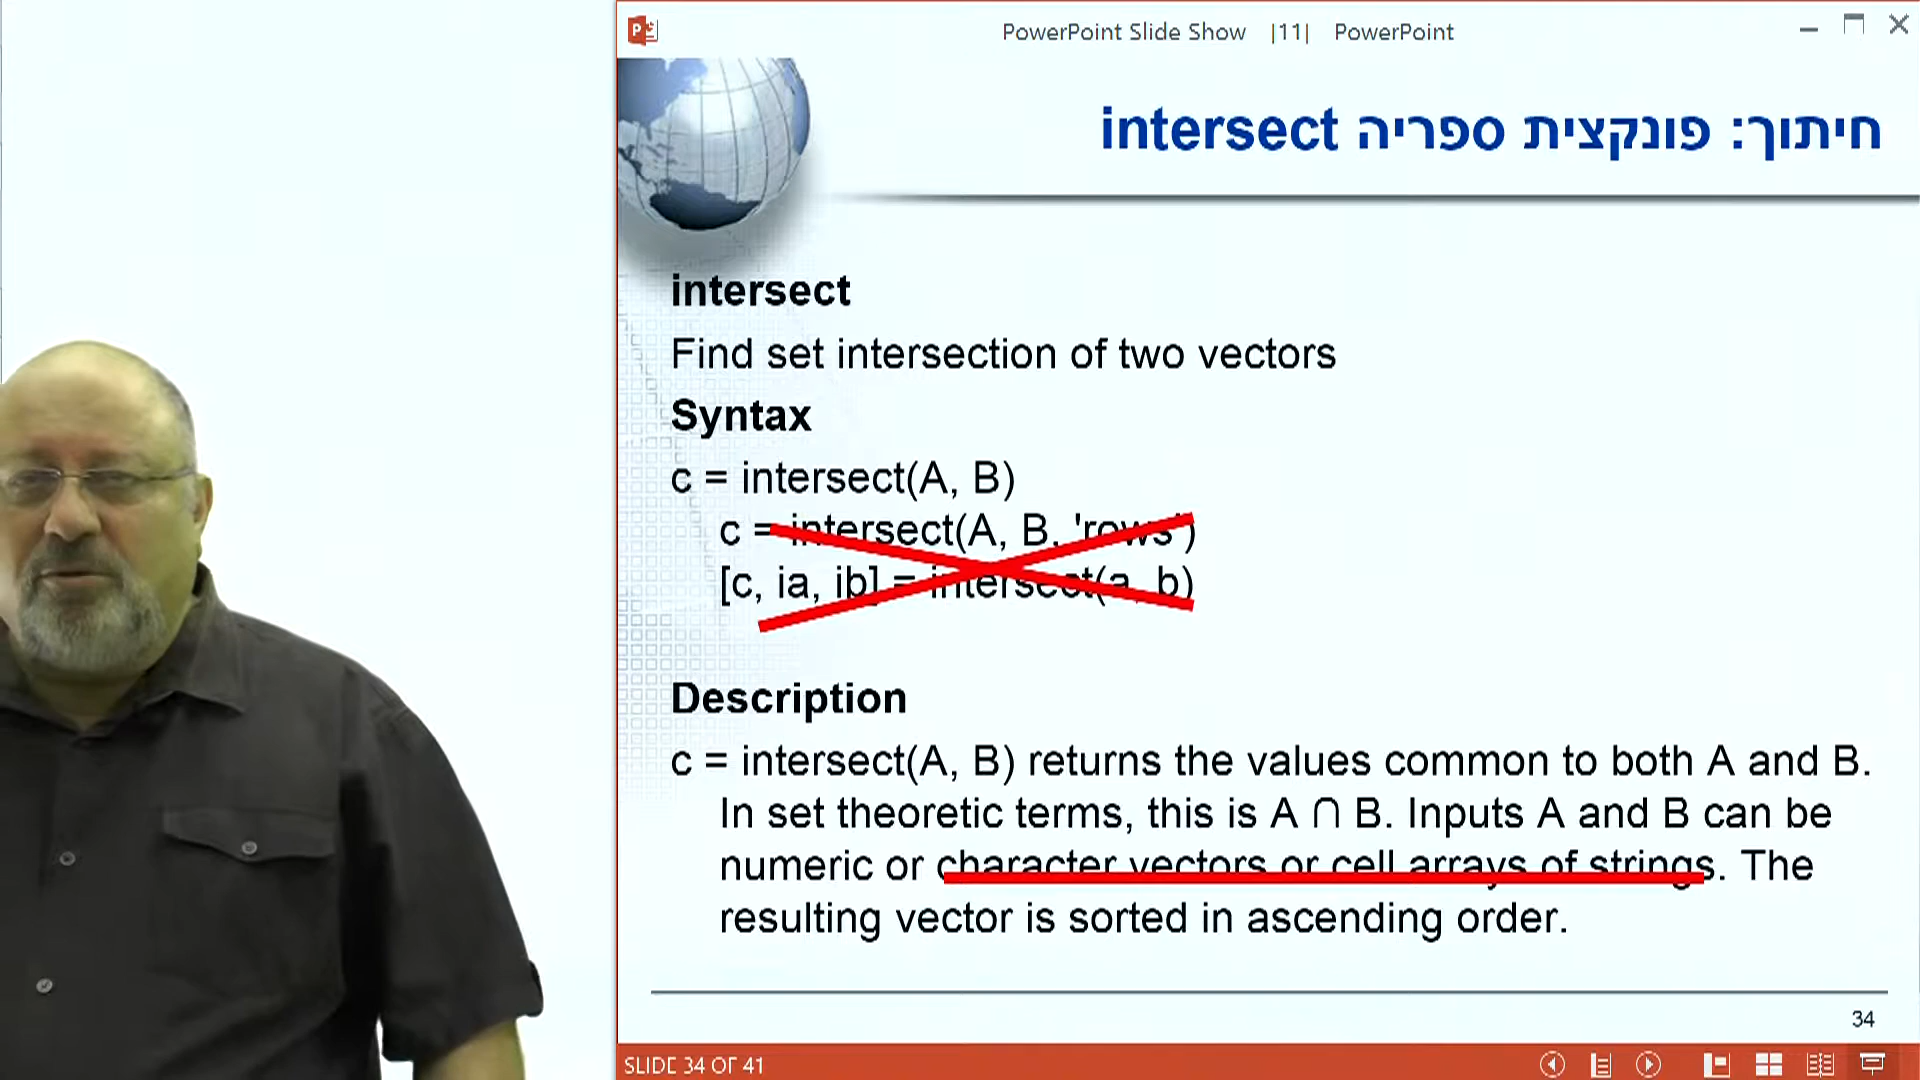 PowerPoint Slide Show |11| PowerPoint
חיתוך: פונקצית ספריה intersect
intersect
Find set intersection of two vectors
Syntax
c = intersect(A, B)
c = intersect(A, B, 'rows')
[c, ia, ib] = intersect(a, b)
Description
c = intersect(A, B) returns the values common to both A and B.
In set theoretic terms, this is A ∩ B. Inputs A and B can be
numeric or character vectors or cell arrays of strings. The
resulting vector is sorted in ascending order.
34
SLIDE 34 OF 41